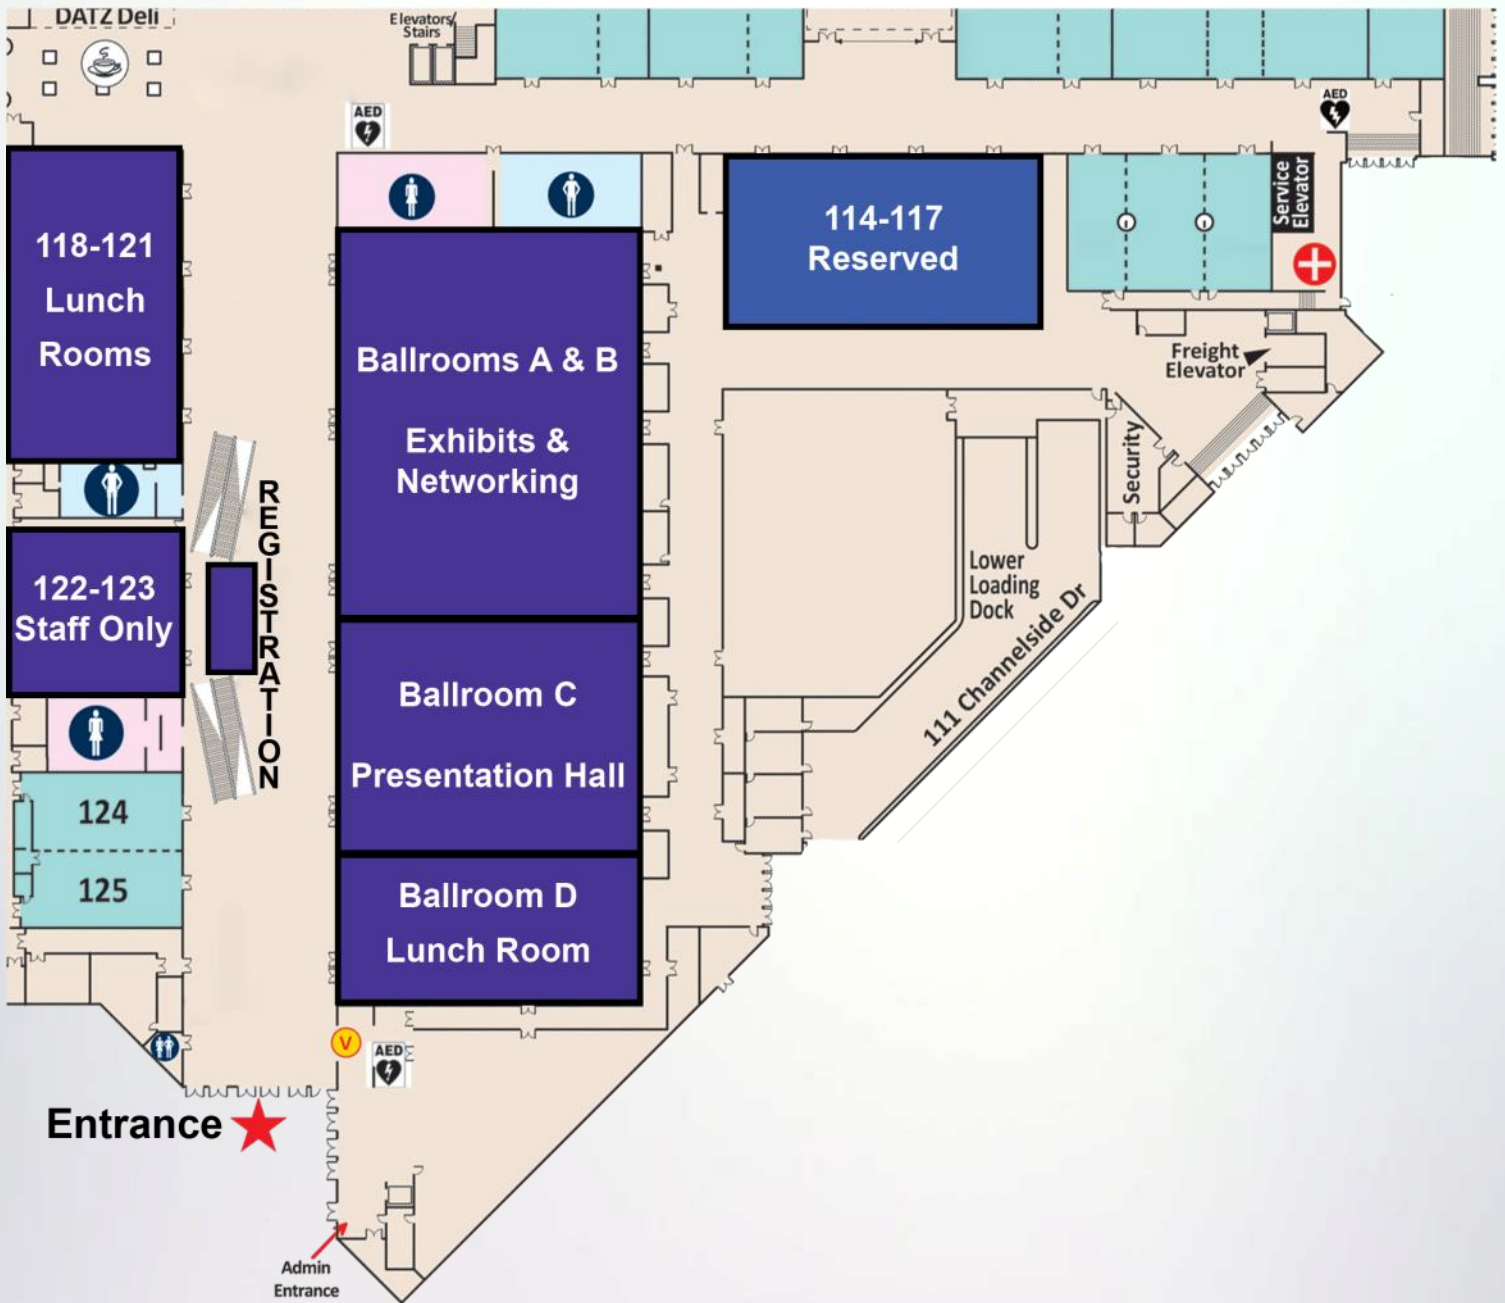 DATZ Deli
Elevators/
Stairs
AED
AED
118-121
Lunch
Rooms
114-117
Reserved
Service
Elevator
Ballrooms A & B
Exhibits &
Networking
Freight
Elevator
Security
REGISTRATION
122-123
Staff Only
Lower
Loading
Dock
111 Channelside Dr
Ballroom C
Presentation Hall
124
125
Ballroom D
Lunch Room
V
AED
Entrance
Admin
Entrance